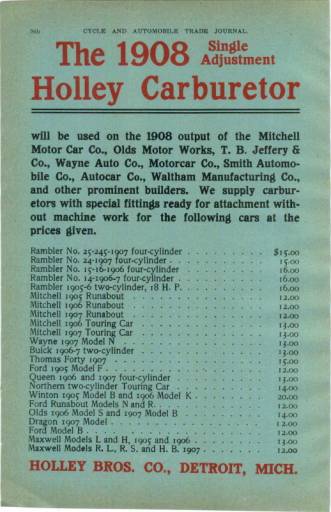 CYCLE AND AUTOMOBILE TRADE JOURNAL.
The 1908 Single Adjustment
Holley Carburetor
will be used on the 1908 output of the Mitchell
Motor Car Co., Olds Motor Works, T. B. Jeffery &
Co., Wayne Auto Co., Motorcar Co., Smith Automo-
bile Co., Autocar Co., Waltham Manufacturing Co.,
and other prominent builders. We supply carbur-
etors with special fittings ready for attachment with-
out machine work for the following cars at the
prices given.
Rambler No. 25-245-1907 four-cylinder $15.00
Rambler No. 24-1907 four-cylinder 15.00
Rambler No. 15-16-1906 four-cylinder 16.00
Rambler No. 14-1906-7 four-cylinder 16.00
Rambler 1905-6 two-cylinder, 18 H. P. 16.00
Mitchell 1905 Runabout 12.00
Mitchell 1906 Runabout 12.00
Mitchell 1907 Runabout 12.00
Mitchell 1906 Touring Car 13.00
Mitchell 1907 Touring Car 13.00
Wayne 1907 Model N 13.00
Buick 1906-7 two-cylinder 13.00
Thomas Forty 1907 15.00
Ford 1905 Model F 12.00
Queen 1906 and 1907 four-cylinder 13.00
Northern two-cylinder Touring Car 14.00
Winton 1905 Model B and 1906 Model K 20.00
Ford Runabout Models N and R 12.00
Olds 1906 Model S and 1907 Model B 14.00
Dragon 1907 Model 12.00
Ford Model B 12.00
Maxwell Models L and H, 1905 and 1906 13.00
Maxwell Models R. L., R. S. and H. B. 1907 12.00
HOLLEY BROS. CO., DETROIT, MICH.